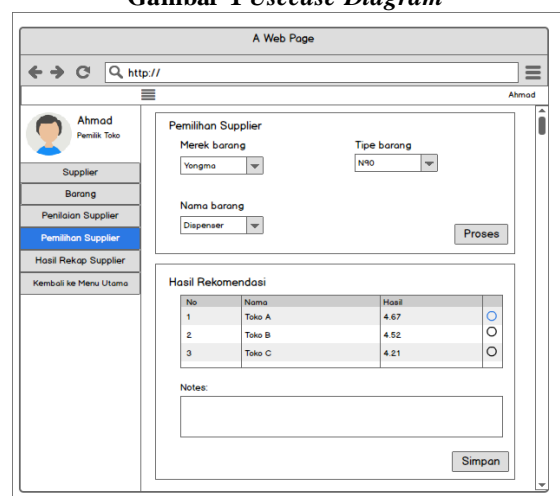 Gambar 1 Usecase Diagram
A Web Page
http://
Ahmad
Ahmad
Pemilik Toko
Supplier
Barang
Penilaian Supplier
Pemilihan Supplier
Hasil Rekap Supplier
Kembali ke Menu Utama
Pemilihan Supplier
Merek barang Tipe barang
Yongma N90
Nama barang
Dispenser
Proses
Hasil Rekomendasi
No Nama Hasil
1 Toko A 4.67
2 Toko B 4.52
3 Toko C 4.21
Notes:
Simpan